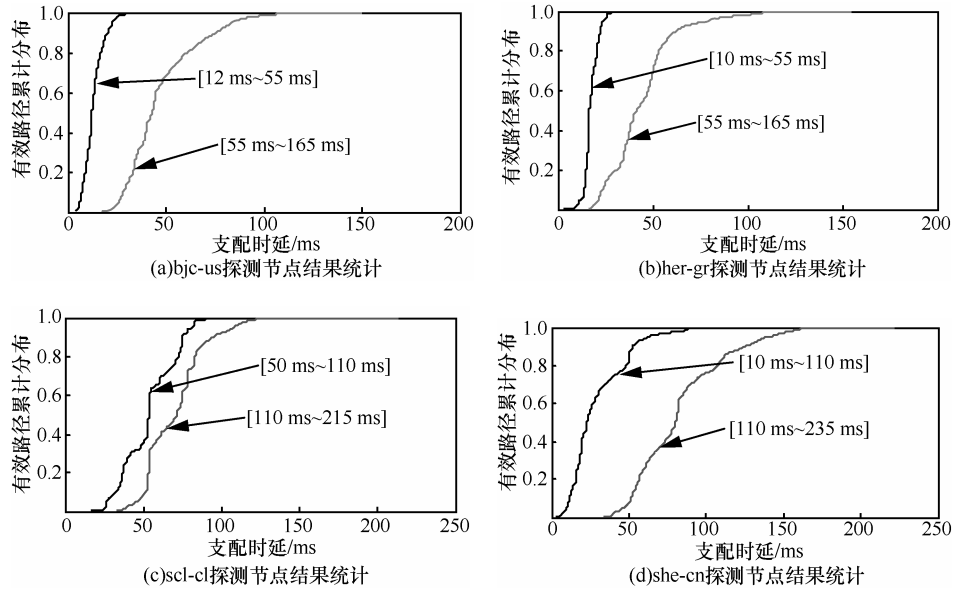 有效路径累计分布
1.0
0.8
0.6
0.4
0.2
[12 ms~55 ms]
[55 ms~165 ms]
0 50 100 150 200
支配时延/ms
(a)bjc-us探测节点结果统计
有效路径累计分布
1.0
0.8
0.6
0.4
0.2
[10 ms~55 ms]
[55 ms~165 ms]
0 50 100 150 200
支配时延/ms
(b)her-gr探测节点结果统计
有效路径累计分布
1.0
0.8
0.6
0.4
0.2
[50 ms~110 ms]
[110 ms~215 ms]
0 50 100 150 200 250
支配时延/ms
(c)scl-cl探测节点结果统计
有效路径累计分布
1.0
0.8
0.6
0.4
0.2
[10 ms~110 ms]
[110 ms~235 ms]
0 50 100 150 200 250
支配时延/ms
(d)she-cn探测节点结果统计